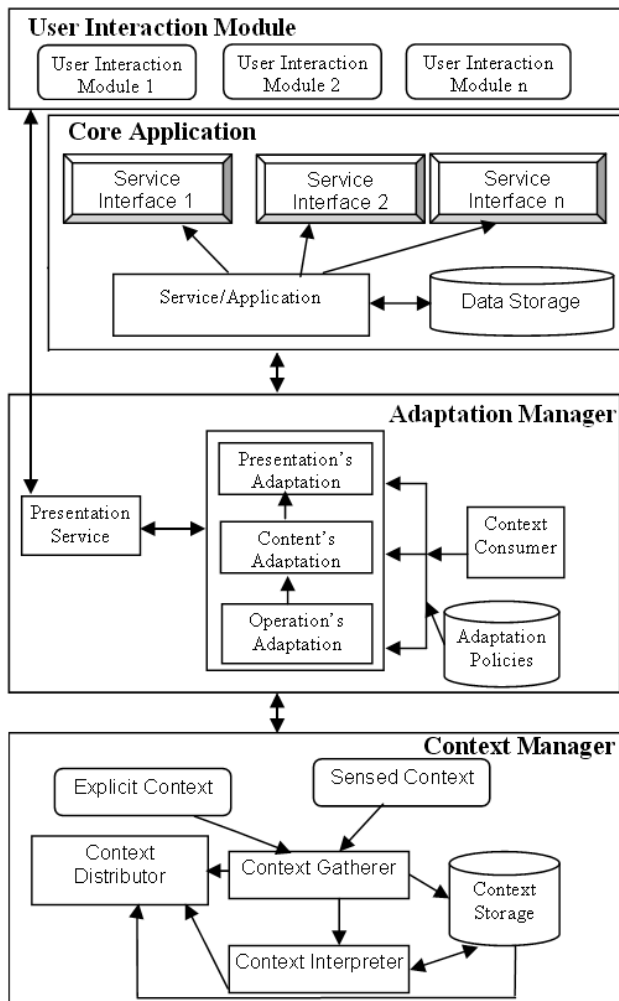 User Interaction Module
User Interaction
Module 1
User Interaction
Module 2
User Interaction
Module n
Core Application
Service
Interface 1
Service
Interface 2
Service
Interface n
Service/Application
Data Storage
Adaptation Manager
Presentation's
Adaptation
Presentation
Service
Content's
Adaptation
Context
Consumer
Operation's
Adaptation
Adaptation
Policies
Context Manager
Explicit Context
Sensed Context
Context
Distributor
Context Gatherer
Context
Storage
Context Interpreter